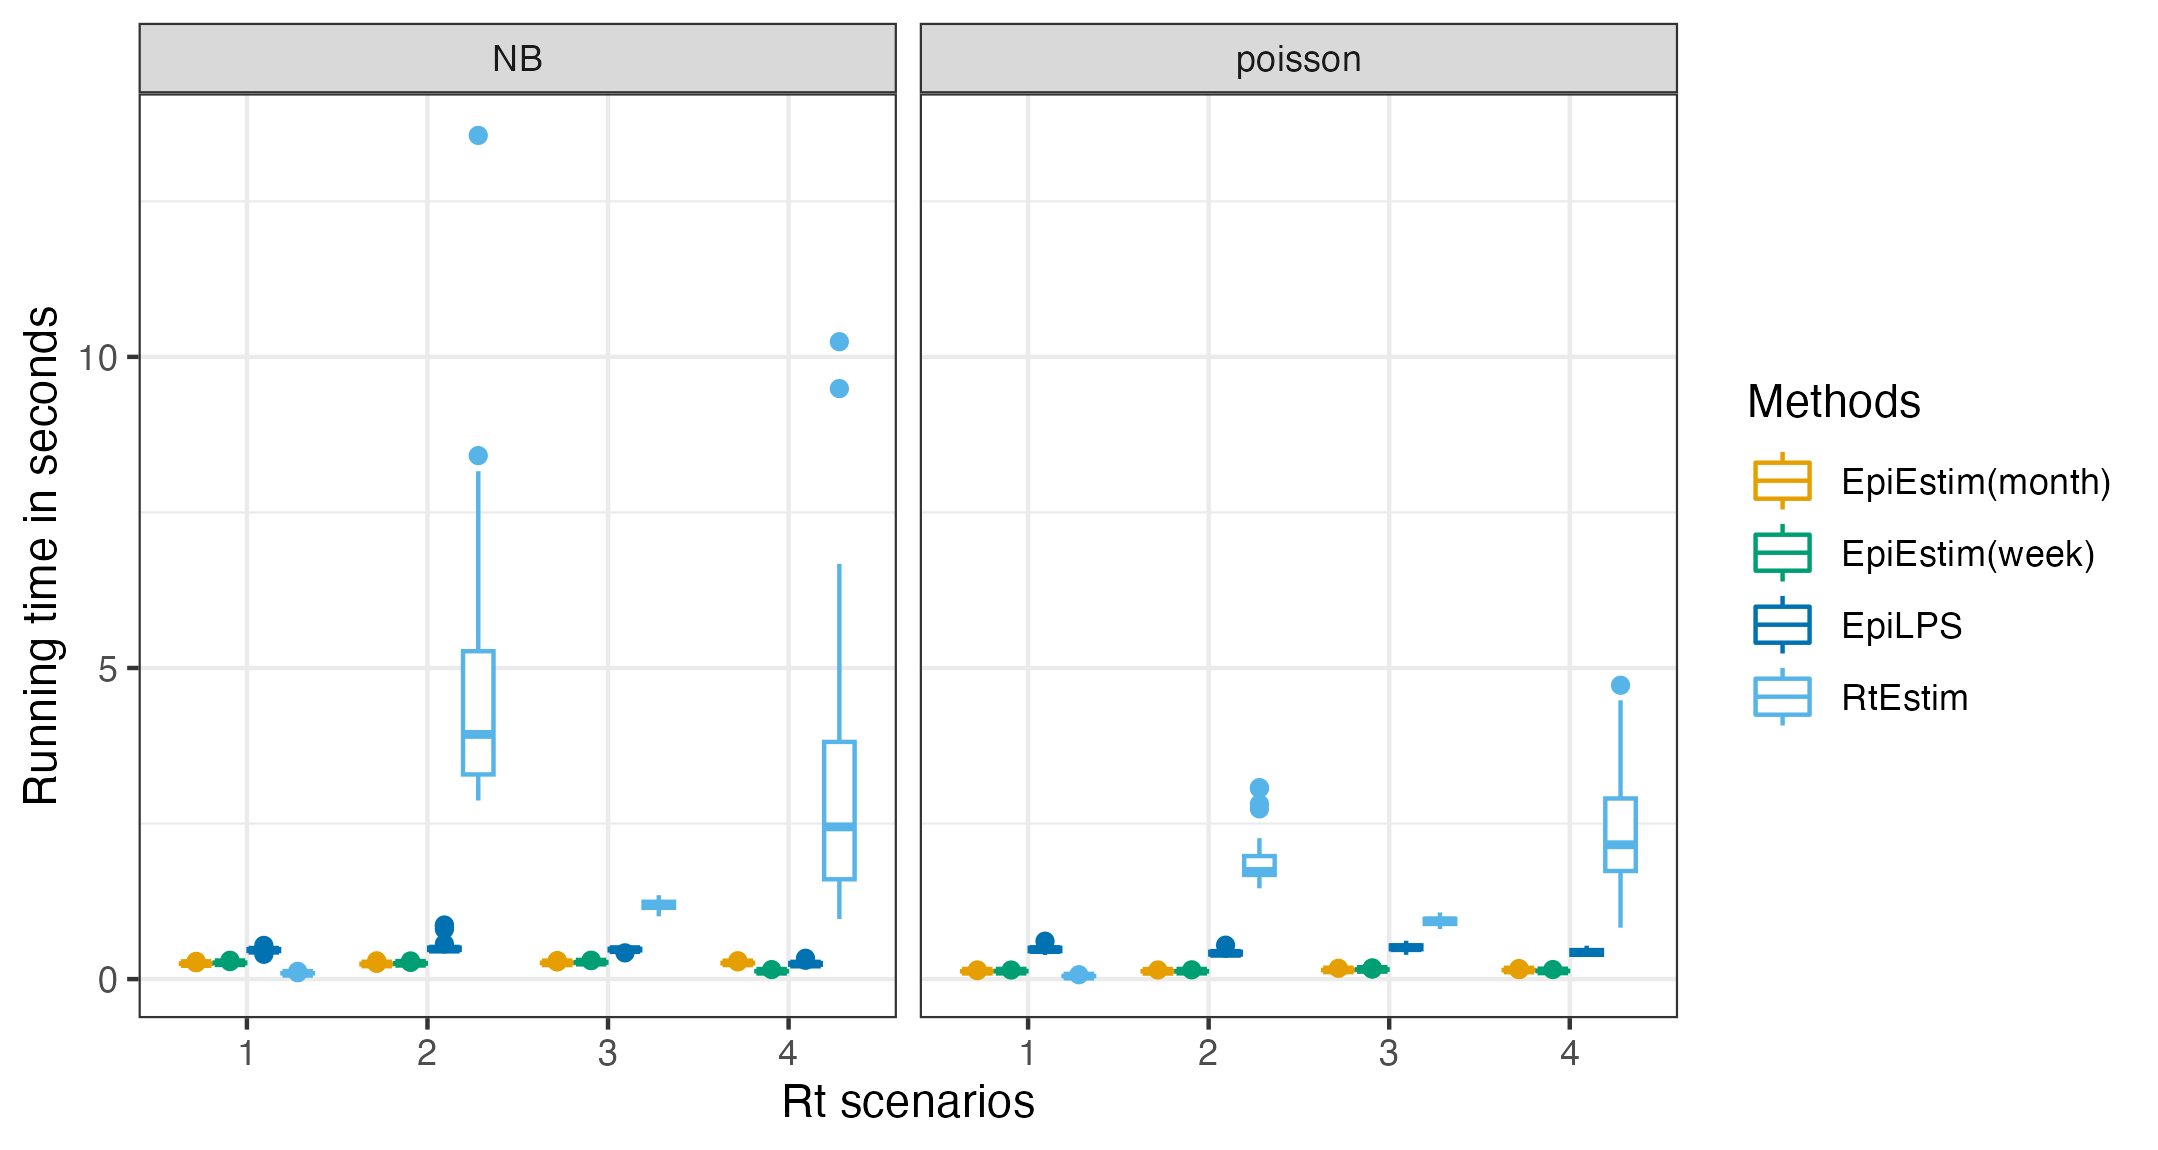 NB
poisson
Running time in seconds
10
5
0
1
2
3
4
1
2
3
4
Rt scenarios
Methods
EpiEstim(month)
EpiEstim(week)
EpiLPS
RtEstim